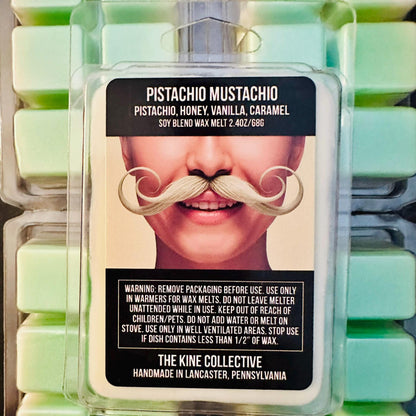 PISTACHIO MUSTACHIO
PISTACHIO, HONEY, VANILLA, CARAMEL
SOY BLEND WAX MELT 2.4OZ/68G
WARNING: REMOVE PACKAGING BEFORE USE. USE ONLY
IN WARMERS FOR WAX MELTS. DO NOT LEAVE MELTER
UNATTENDED WHILE IN USE. KEEP OUT OF REACH OF
CHILDREN/PETS. DO NOT ADD WATER OR MELT ON
STOVE. USE ONLY IN WELL VENTILATED AREAS. STOP USE
IF DISH CONTAINS LESS THAN 1/2" OF WAX.
THE KINE COLLECTIVE
HANDMADE IN LANCASTER, PENNSYLVANIA